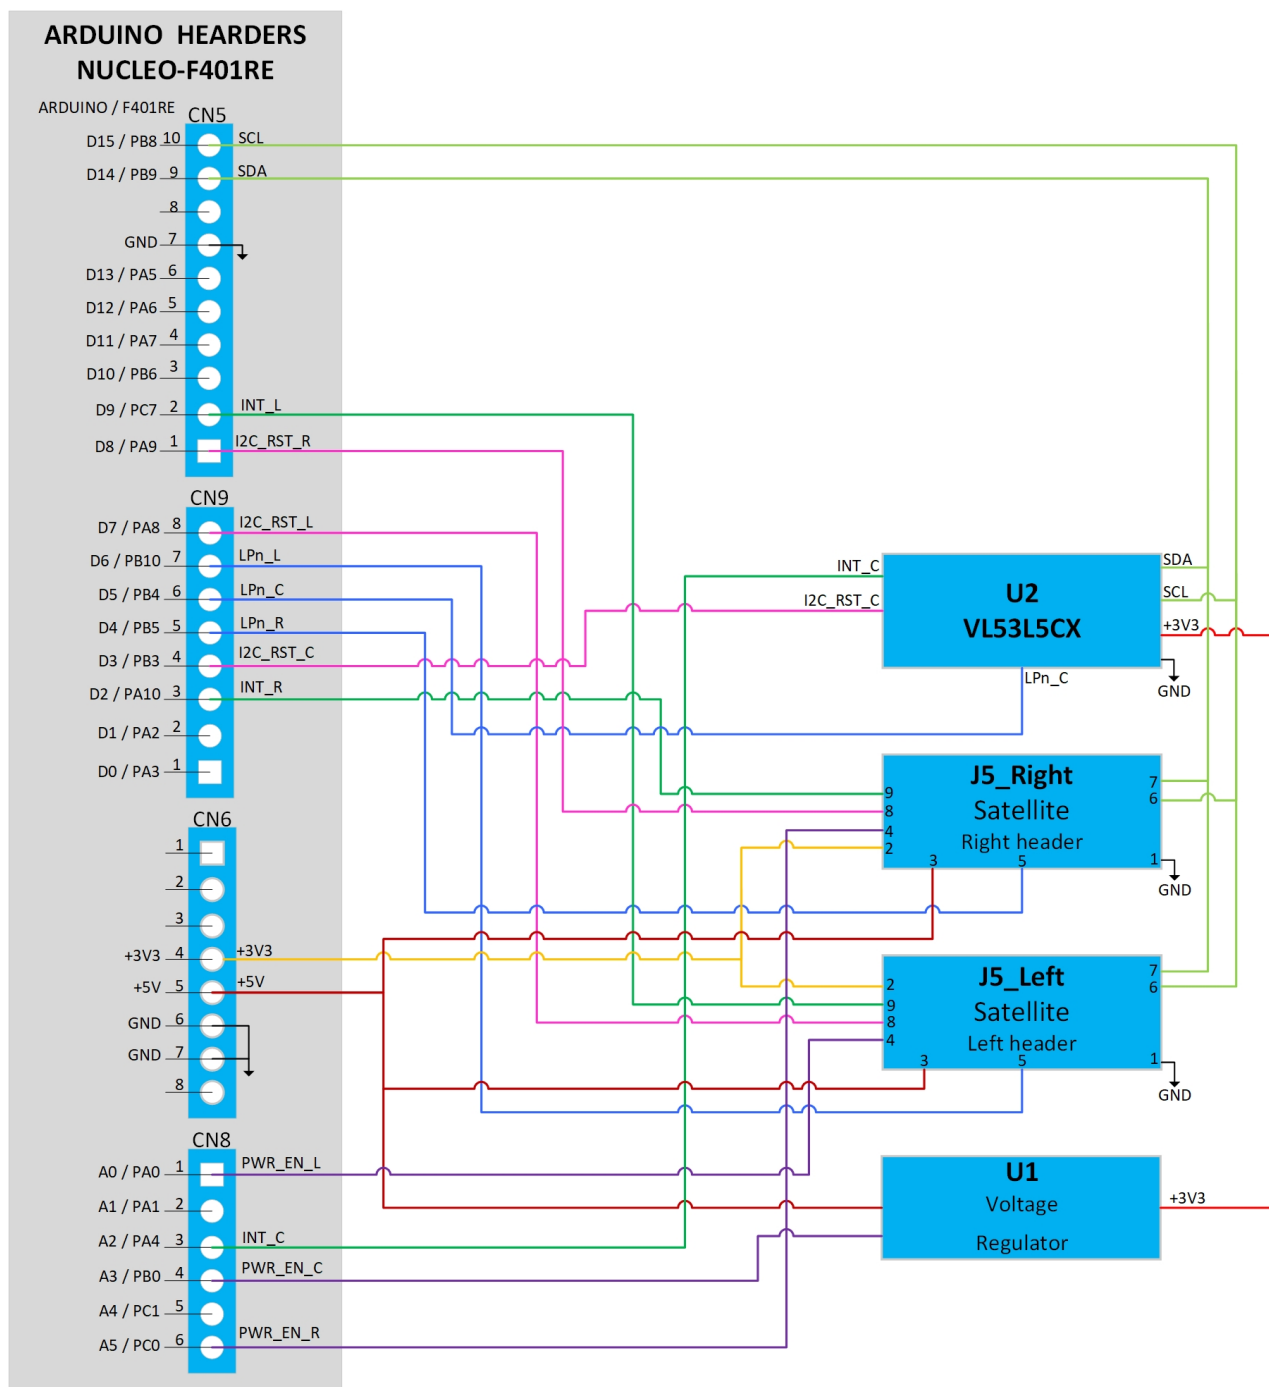 ARDUINO HEARDERS
NUCLEO-F401RE
ARDUINO / F401RE
CN5
D15 / PB8 10 SCL
D14 / PB9 9 SDA
8
GND 7
D13 / PA5 6
D12 / PA6 5
D11 / PA7 4
D10 / PB6 3
D9 / PC7 2 INT_L
D8 / PA9 1 I2C_RST_R
CN9
D7 / PA8 8 I2C_RST_L
D6 / PB10 7 LPn_L
D5 / PB4 6 LPn_C
D4 / PB5 5 LPn_R
D3 / PB3 4 I2C_RST_C
D2 / PA10 3 INT_R
D1 / PA2 2
D0 / PA3 1
CN6
1
2
3
+3V3 4 +3V3
+5V 5 +5V
GND 6
GND 7
8
CN8
A0 / PA0 1 PWR_EN_L
A1 / PA1 2
A2 / PA4 3 INT_C
A3 / PB0 4 PWR_EN_C
A4 / PC1 5
A5 / PC0 6 PWR_EN_R
INT_C
I2C_RST_C
U2
VL53L5CX
SDA
SCL
+3V3
GND
LPn_C
J5_Right
Satellite
Right header
9
8
4
2
3
5
7
6
1
GND
J5_Left
Satellite
Left header
2
9
8
4
3
5
7
6
1
GND
U1
Voltage
Regulator
+3V3